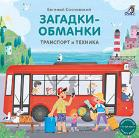 Евгений Сосновский
ЗАГАДКИ-
ОБМАНКИ
ТРАНСПОРТ И ТЕХНИКА